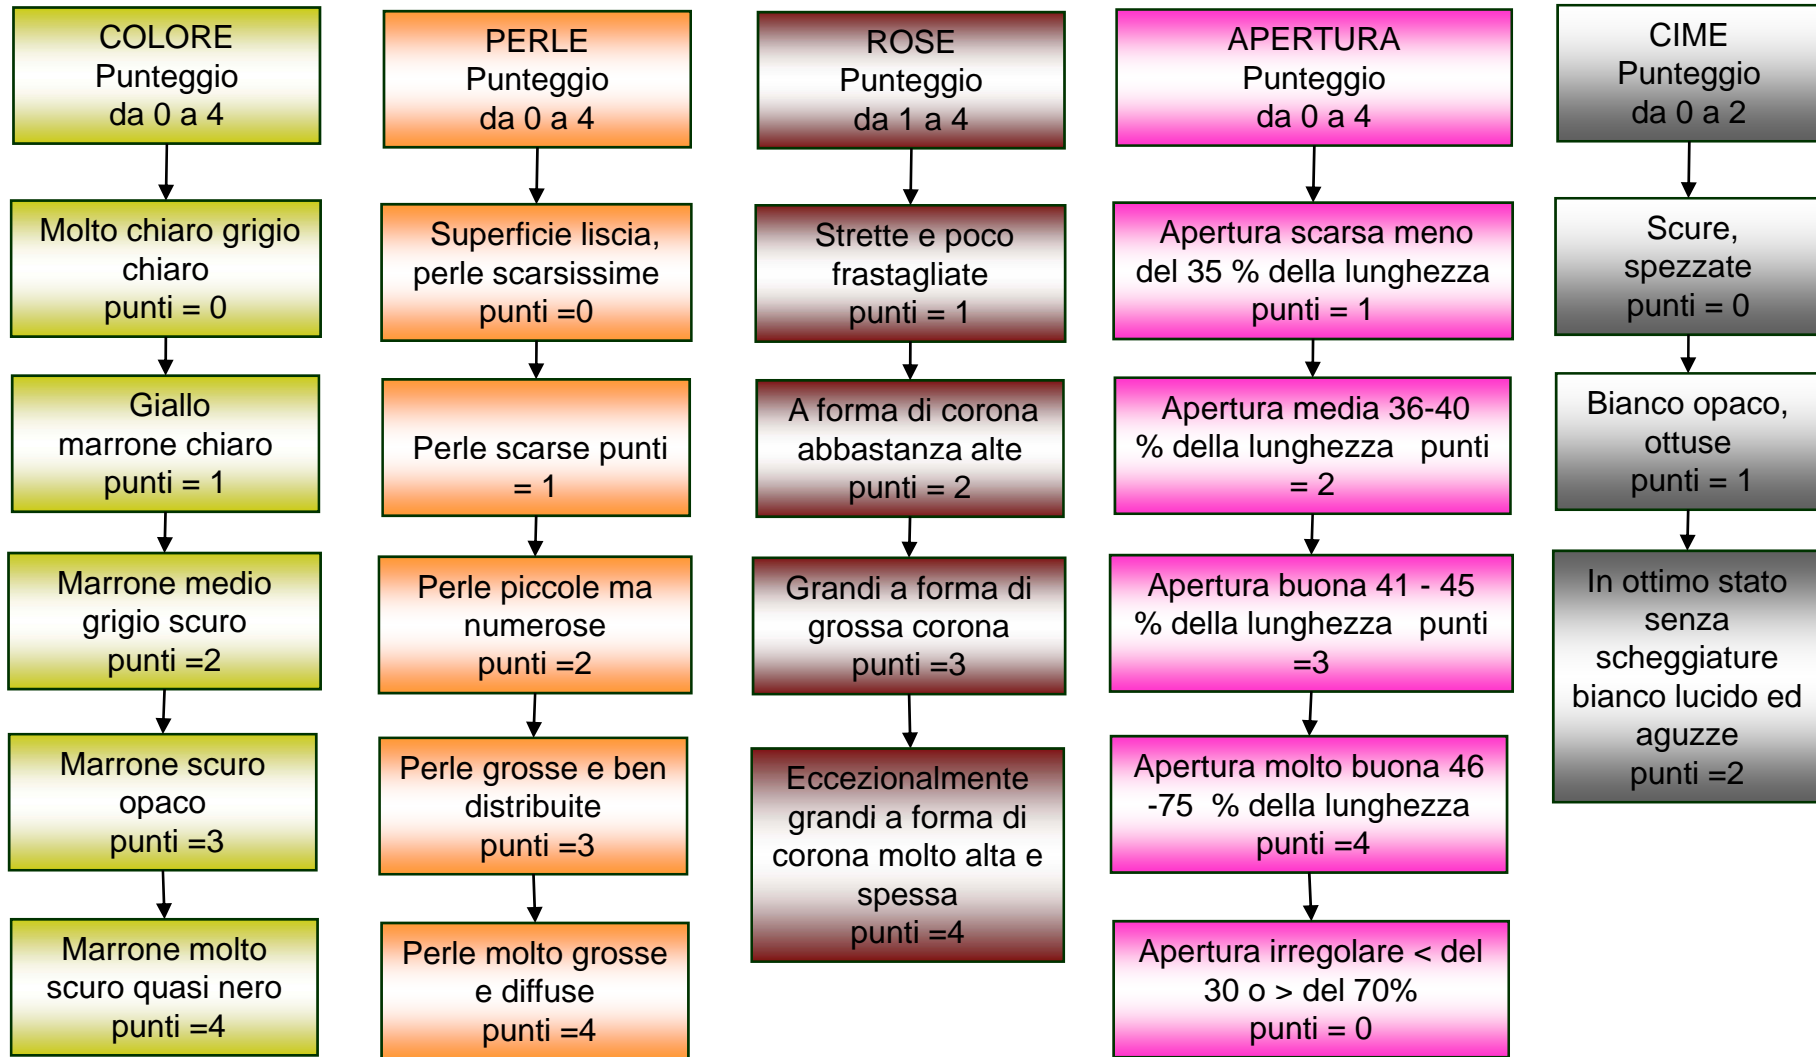 COLORE
Punteggio
da 0 a 4
Molto chiaro grigio
chiaro
punti = 0
Giallo
marrone chiaro
punti = 1
Marrone medio
grigio scuro
punti =2
Marrone scuro
opaco
punti =3
Marrone molto
scuro quasi nero
punti =4
PERLE
Punteggio
da 0 a 4
Superficie liscia,
perle scarsissime
punti =0
Perle scarse punti
= 1
Perle piccole ma
numerose
punti =2
Perle grosse e ben
distribuite
punti =3
Perle molto grosse
e diffuse
punti =4
ROSE
Punteggio
da 1 a 4
Strette e poco
frastagliate
punti = 1
A forma di corona
abbastanza alte
punti = 2
Grandi a forma di
grossa corona
punti =3
Eccezionalmente
grandi a forma di
corona molto alta e
spessa
punti =4
APERTURA
Punteggio
da 0 a 4
Apertura scarsa meno
del 35 % della lunghezza
punti = 1
Apertura media 36-40
% della lunghezza punti
= 2
Apertura buona 41 - 45
% della lunghezza punti
=3
Apertura molto buona 46
-75 % della lunghezza
punti =4
Apertura irregolare < del
30 o > del 70%
punti = 0
CIME
Punteggio
da 0 a 2
Scure,
spezzate
punti = 0
Bianco opaco,
ottuse
punti = 1
In ottimo stato
senza
scheggiature
bianco lucido ed
aguzze
punti =2